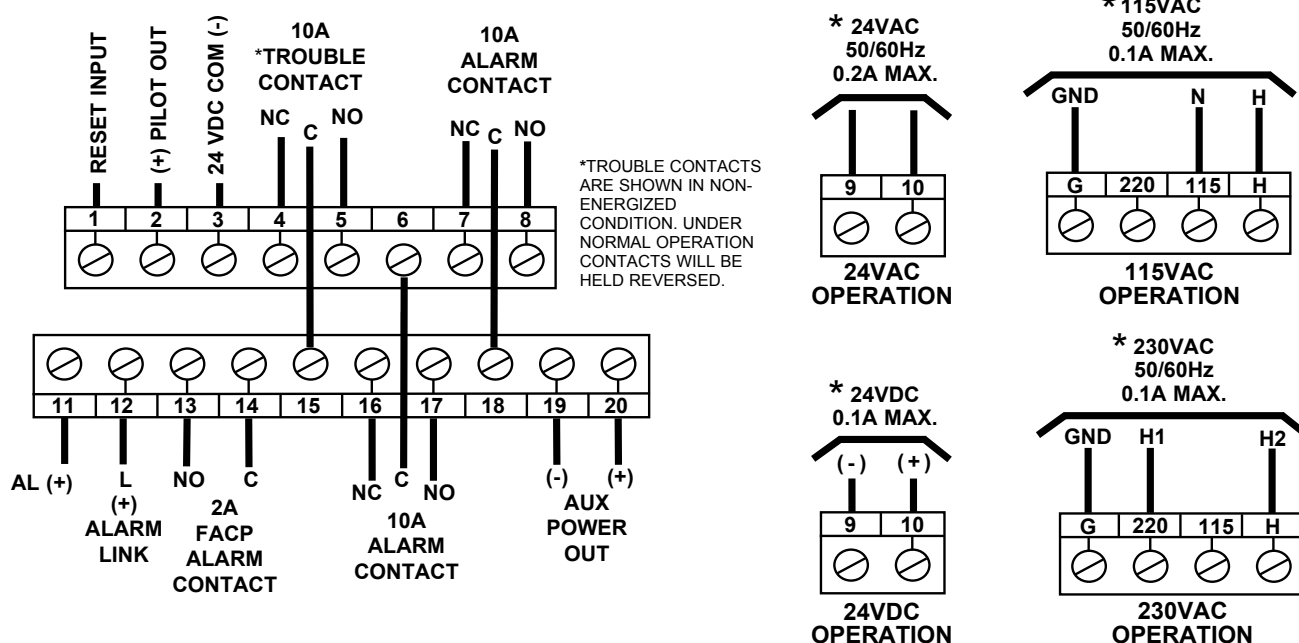 RESET INPUT
(+) PILOT OUT
24 VDC COM (-)
10A
*TROUBLE
CONTACT
NC C NO
10A
ALARM
CONTACT
NC C NO
1 2 3 4 5 6 7 8
*TROUBLE CONTACTS
ARE SHOWN IN NON-
ENERGIZED
CONDITION. UNDER
NORMAL OPERATION
CONTACTS WILL BE
HELD REVERSED.
11 12 13 14 15 16 17 18 19 20
AL (+)
L
(+)
ALARM
LINK
NO C
2A
FACP
ALARM
CONTACT
NC C NO
10A
ALARM
CONTACT
(-) (+)
AUX
POWER
OUT
* 24VAC
50/60Hz
0.2A MAX.
9 10
24VAC
OPERATION
* 115VAC
50/60Hz
0.1A MAX.
GND N H
G 220 115 H
115VAC
OPERATION
* 24VDC
0.1A MAX.
(-) (+)
9 10
24VDC
OPERATION
* 230VAC
50/60Hz
0.1A MAX.
GND H1 H2
G 220 115 H
230VAC
OPERATION